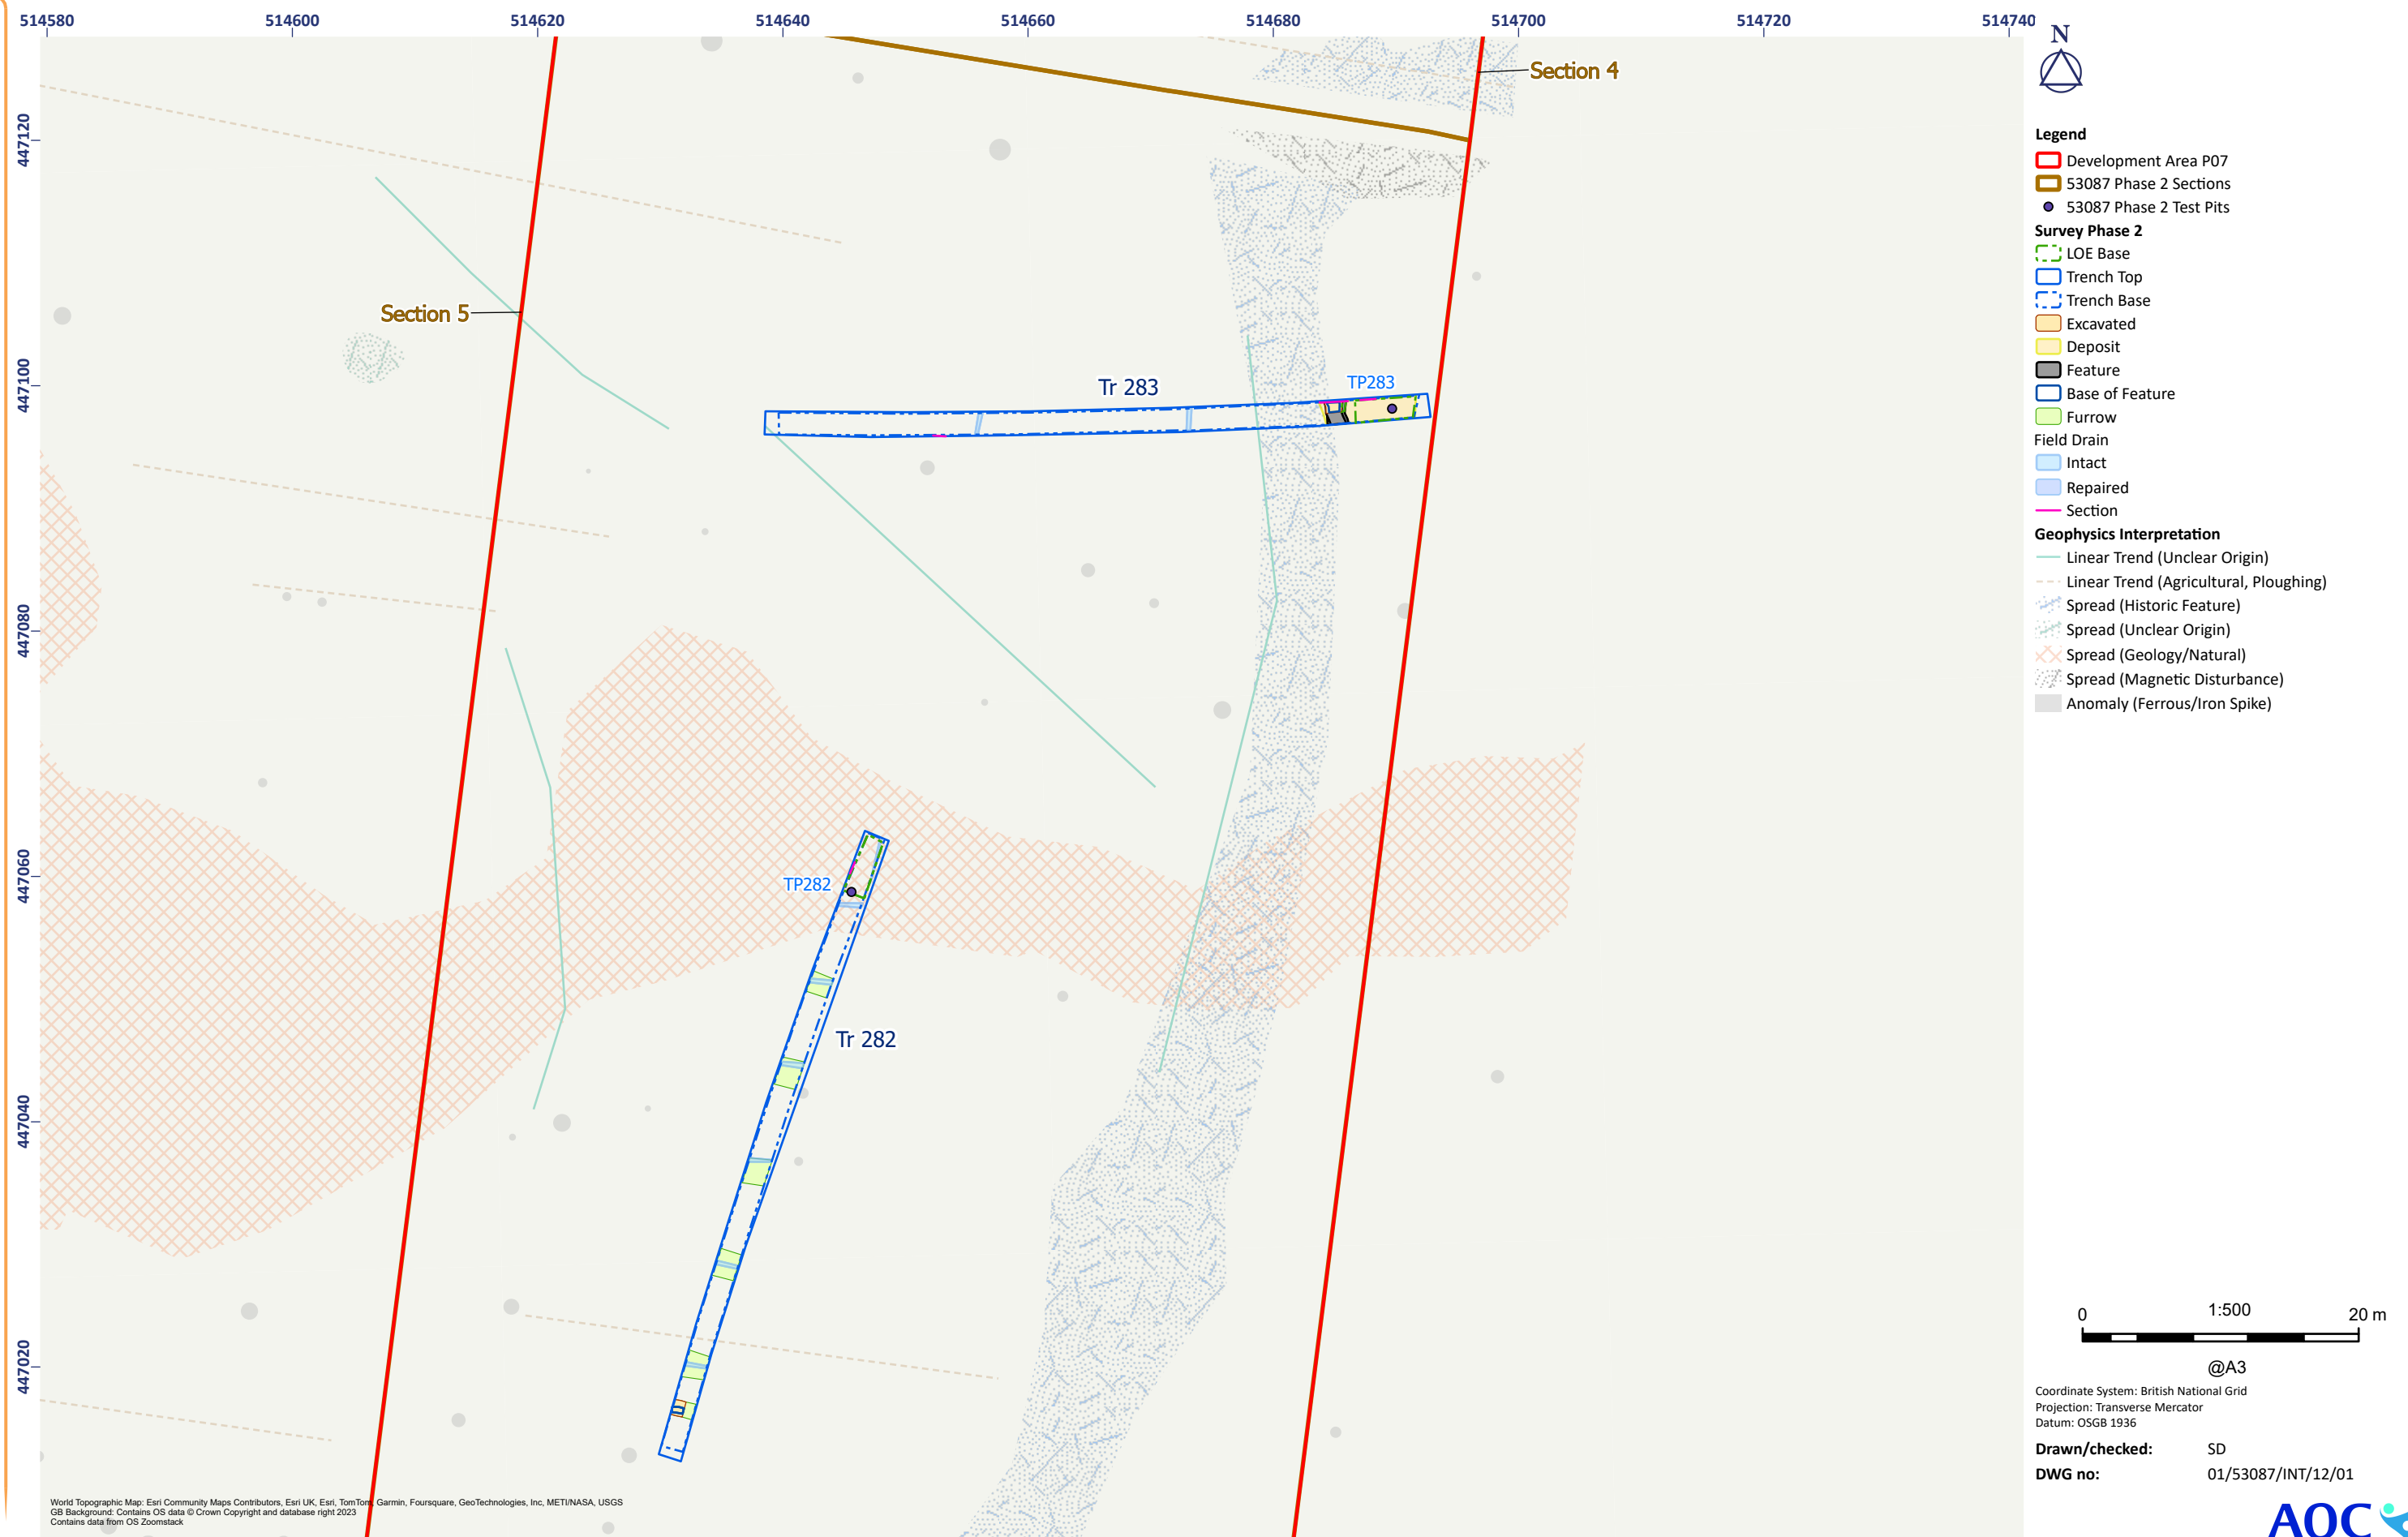 514580 514600 514620 514640 514660 514680 514700 514720 514740
N
447120
447100
447080
447060
447040
447020
Section 4
Section 5
Tr 283
TP283
TP282
Tr 282
Legend
Development Area P07
53087 Phase 2 Sections
53087 Phase 2 Test Pits
Survey Phase 2
LOE Base
Trench Top
Trench Base
Excavated
Deposit
Feature
Base of Feature
Furrow
Field Drain
Intact
Repaired
Section
Geophysics Interpretation
Linear Trend (Unclear Origin)
Linear Trend (Agricultural, Ploughing)
Spread (Historic Feature)
Spread (Unclear Origin)
Spread (Geology/Natural)
Spread (Magnetic Disturbance)
Anomaly (Ferrous/Iron Spike)
0 1:500 20 m
@A3
Coordinate System: British National Grid
Projection: Transverse Mercator
Datum: OSGB 1936
Drawn/checked: SD
DWG no: 01/53087/INT/12/01
AOC
World Topographic Map: Esri Community Maps Contributors, Esri UK, Esri, TomTom, Garmin, Foursquare, GeoTechnologies, Inc, METI/NASA, USGS
GB Background: Contains OS data © Crown Copyright and database right 2023
Contains data from OS Zoomstack